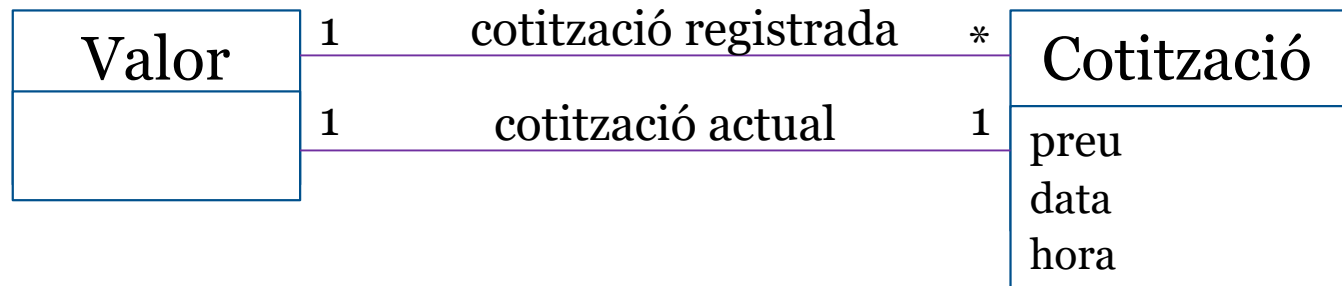 Valor
1 cotització registrada *
Cotització
1 cotització actual 1
preu
data
hora